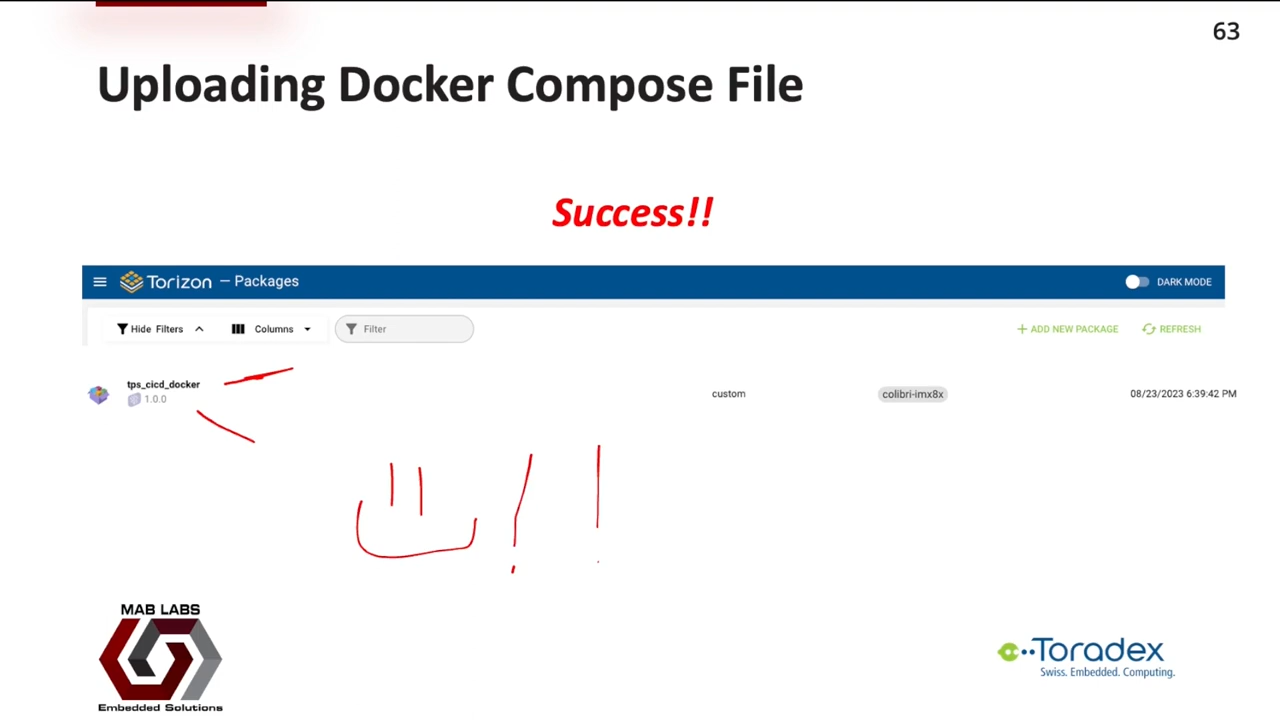 63
Uploading Docker Compose File
Success!!
Torizon — Packages
DARK MODE
Hide Filters
Columns
Filter
ADD NEW PACKAGE
REFRESH
tps_cicd_docker
1.0.0
custom
colibri-imx8x
08/23/2023 6:39:42 PM
! !
MAB LABS
Embedded Solutions
Toradex
Swiss. Embedded. Computing.